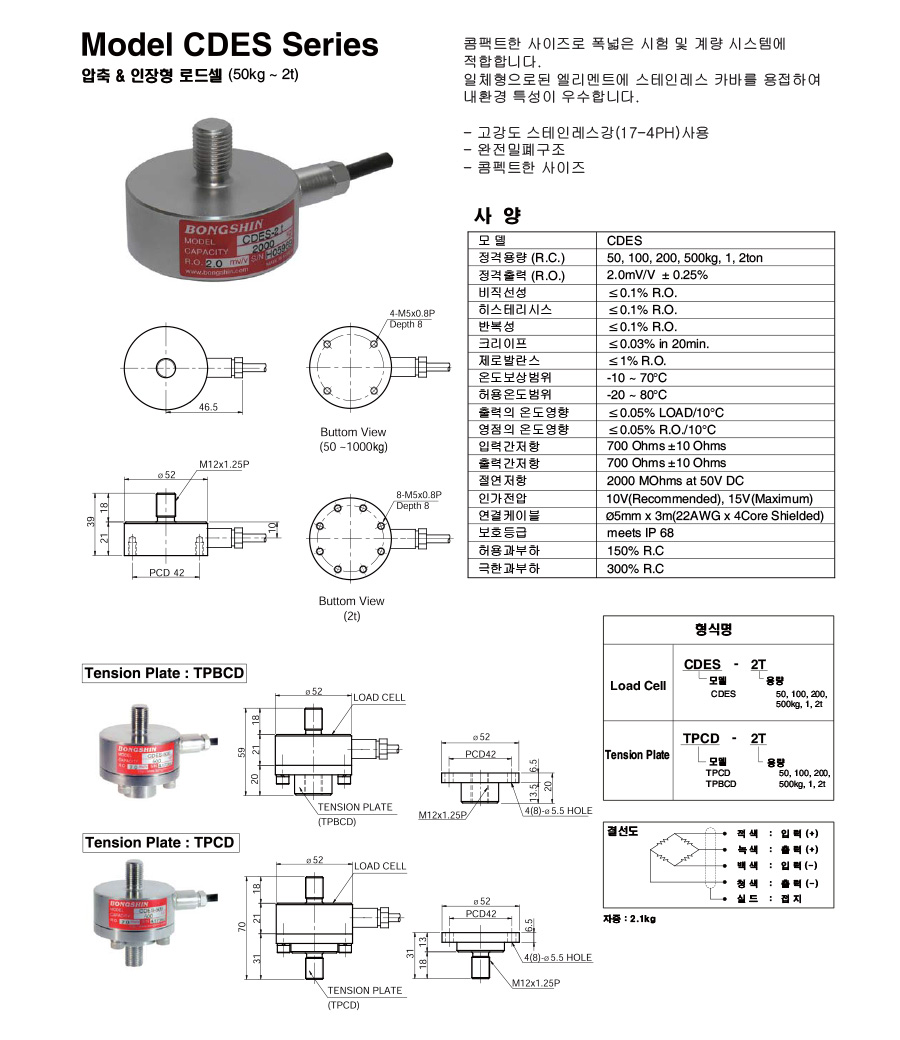 Model CDES Series
압축 & 인장형 로드셀 (50kg ~ 2t)
콤팩트한 사이즈로 폭넓은 시험 및 계량 시스템에
적합합니다.
일체형으로된 엘리멘트에 스테인레스 카바를 용접하여
내환경 특성이 우수합니다.
- 고강도 스테인레스강(17-4PH)사용
- 완전밀폐구조
- 콤펙트한 사이즈
BONGSHIN
MODEL CDES-2T
CAPACITY 2000
R.O. 2.0 mv/V S/N
www.bongshin.com
사 양
모 델 CDES
정격용량 (R.C.) 50, 100, 200, 500kg, 1, 2ton
정격출력 (R.O.) 2.0mV/V ± 0.25%
비직선성 ≤0.1% R.O.
히스테리시스 ≤0.1% R.O.
반복성 ≤0.1% R.O.
크리이프 ≤0.03% in 20min.
제로발란스 ≤1% R.O.
온도보상범위 -10 ~ 70°C
허용온도범위 -20 ~ 80°C
출력의 온도영향 ≤0.05% LOAD/10°C
영점의 온도영향 ≤0.05% R.O./10°C
입력간저항 700 Ohms ±10 Ohms
출력간저항 700 Ohms ±10 Ohms
절연저항 2000 MOhms at 50V DC
인가전압 10V(Recommended), 15V(Maximum)
연결케이블 Ø5mm x 3m(22AWG x 4Core Shielded)
보호등급 meets IP 68
허용과부하 150% R.C
극한과부하 300% R.C
4-M5x0.8P
Depth 8
46.5
Buttom View
(50 ~1000kg)
M12x1.25P
ø52
39
18
21
10
PCD 42
8-M5x0.8P
Depth 8
Buttom View
(2t)
형식명
Load Cell
CDES - 2T
모델 용량
CDES 50, 100, 200,
500kg, 1, 2t
Tension Plate
TPCD - 2T
모델 용량
TPCD 50, 100, 200,
TPBCD 500kg, 1, 2t
Tension Plate : TPBCD
BONGSHIN
ø52
LOAD CELL
59
18
21
20
TENSION PLATE
(TPBCD)
ø52
PCD42
6.5
13.5
20
M12x1.25P
4(8)-ø5.5 HOLE
결선도
적색 : 입력(+)
녹색 : 출력(+)
백색 : 입력(-)
청색 : 출력(-)
실드 : 접지
자중 : 2.1kg
Tension Plate : TPCD
BONGSHIN
ø52
LOAD CELL
70
18
21
31
TENSION PLATE
(TPCD)
ø52
PCD42
6.5
31
13
18
4(8)-ø5.5 HOLE
M12x1.25P